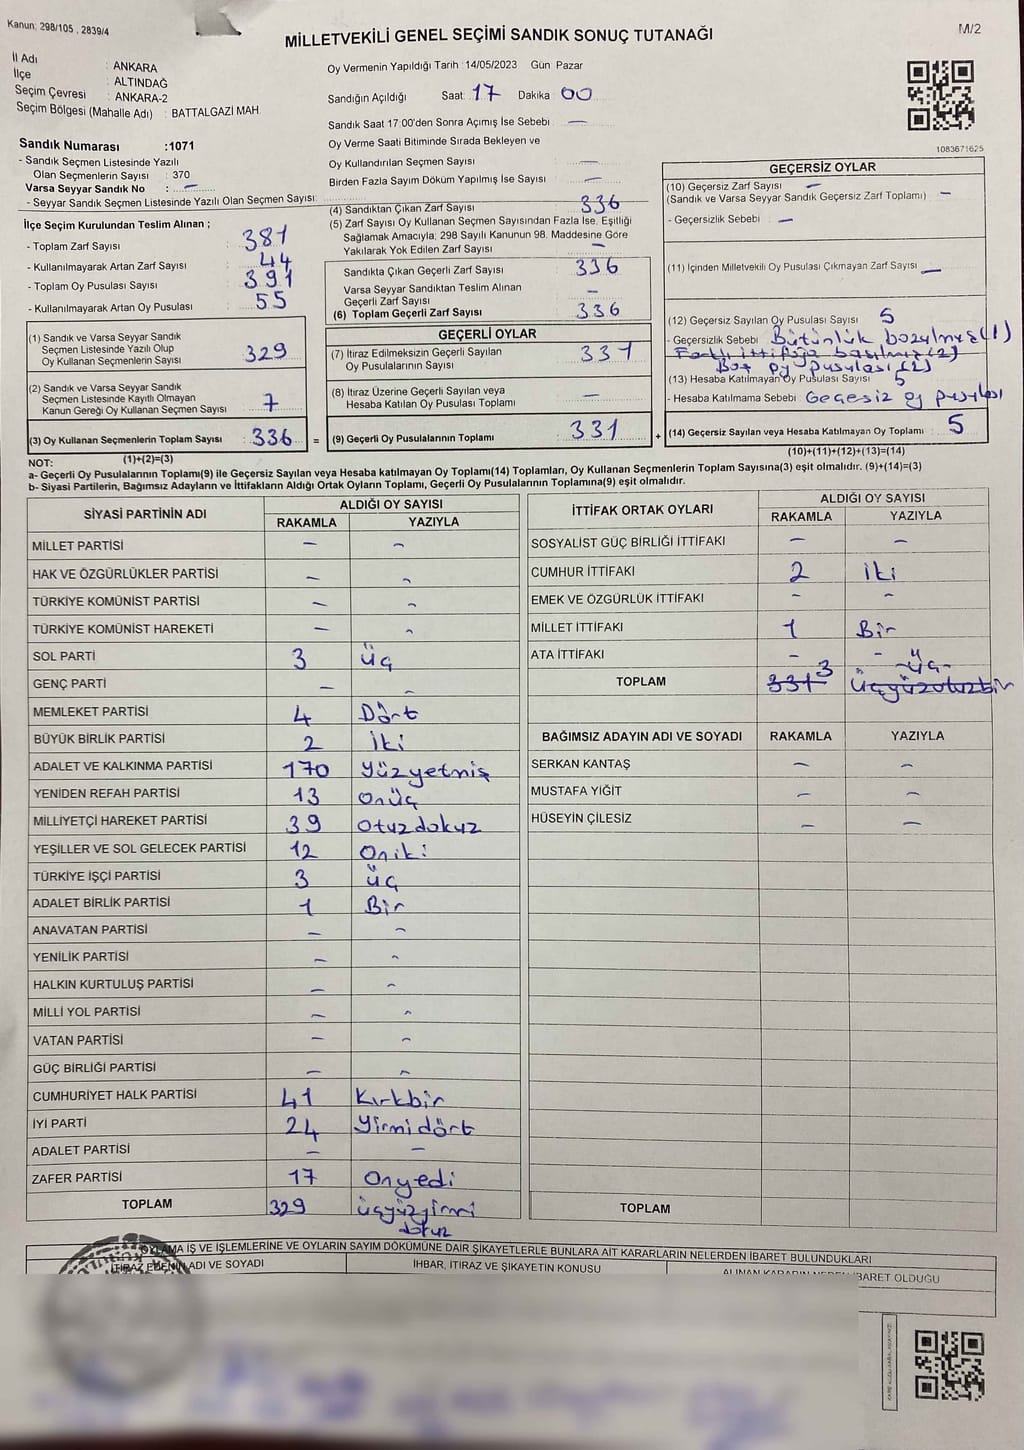 Kanun: 298/105 , 2839/4
M/2
MİLLETVEKİLİ GENEL SEÇİMİ SANDIK SONUÇ TUTANAĞI
İl Adı : ANKARA
İlçe : ALTINDAĞ
Seçim Çevresi : ANKARA-2
Seçim Bölgesi (Mahalle Adı) : BATTALGAZİ MAH.
Oy Vermenin Yapıldığı Tarih :14/05/2023 Gün Pazar
Sandığın Açıldığı Saat: 17 Dakika 00
Sandık Saat 17:00'den Sonra Açımış İse Sebebi : —
Oy Verme Saati Bitiminde Sırada Bekleyen ve
Oy Kullandırılan Seçmen Sayısı : —
Birden Fazla Sayım Döküm Yapılmış İse Sayısı : —
1083671625
Sandık Numarası :1071
- Sandık Seçmen Listesinde Yazılı
Olan Seçmenlerin Sayısı : 370
Varsa Seyyar Sandık No : —
- Seyyar Sandık Seçmen Listesinde Yazılı Olan Seçmen Sayısı:
İlçe Seçim Kurulundan Teslim Alınan ;
- Toplam Zarf Sayısı : 381
- Kullanılmayarak Artan Zarf Sayısı : 44
- Toplam Oy Pusulası Sayısı : 391
- Kullanılmayarak Artan Oy Pusulası : 55
(1) Sandık ve Varsa Seyyar Sandık
Seçmen Listesinde Yazılı Olup
Oy Kullanan Seçmenlerin Sayısı : 329
(2) Sandık ve Varsa Seyyar Sandık
Seçmen Listesinde Kayıtlı Olmayan
Kanun Gereği Oy Kullanan Seçmen Sayısı : 7
(3) Oy Kullanan Seçmenlerin Toplam Sayısı : 336 =
(1)+(2)=(3)
(4) Sandıktan Çıkan Zarf Sayısı : 336
(5) Zarf Sayısı Oy Kullanan Seçmen Sayısından Fazla İse, Eşitliği
Sağlamak Amacıyla; 298 Sayılı Kanunun 98. Maddesine Göre
Yakılarak Yok Edilen Zarf Sayısı : —
Sandıkta Çıkan Geçerli Zarf Sayısı : 336
Varsa Seyyar Sandıktan Teslim Alınan
Geçerli Zarf Sayısı : —
(6) Toplam Geçerli Zarf Sayısı : 336
GEÇERLİ OYLAR
(7) İtiraz Edilmeksizin Geçerli Sayılan
Oy Pusulalarının Sayısı : 331
(8) İtiraz Üzerine Geçerli Sayılan veya
Hesaba Katılan Oy Pusulası Toplamı : —
(9) Geçerli Oy Pusulalarının Toplamı : 331 +
GEÇERSİZ OYLAR
(10) Geçersiz Zarf Sayısı : —
(Sandık ve Varsa Seyyar Sandık Geçersiz Zarf Toplamı) —
- Geçersizlik Sebebi : —
(11) İçinden Milletvekili Oy Pusulası Çıkmayan Zarf Sayısı : —
(12) Geçersiz Sayılan Oy Pusulası Sayısı : 5
- Geçersizlik Sebebi : Bütünlük bozulmuş(1)
Farklı ittifağa basılmış(2)
Boş oy pusulası(2)
(13) Hesaba Katılmayan Oy Pusulası Sayısı : 5
- Hesaba Katılmama Sebebi : Geçesiz oy pusulası
(14) Geçersiz Sayılan veya Hesaba Katılmayan Oy Toplamı : 5
(10)+(11)+(12)+(13)=(14)
NOT:
a- Geçerli Oy Pusulalarının Toplamı(9) ile Geçersiz Sayılan veya Hesaba katılmayan Oy Toplamı(14) Toplamları, Oy Kullanan Seçmenlerin Toplam Sayısına(3) eşit olmalıdır. (9)+(14)=(3)
b- Siyasi Partilerin, Bağımsız Adayların ve İttifakların Aldığı Ortak Oyların Toplamı, Geçerli Oy Pusulalarının Toplamına(9) eşit olmalıdır.
SİYASİ PARTİNİN ADI ALDIĞI OY SAYISI
RAKAMLA YAZIYLA
MİLLET PARTİSİ — —
HAK VE ÖZGÜRLÜKLER PARTİSİ — —
TÜRKİYE KOMÜNİST PARTİSİ — —
TÜRKİYE KOMÜNİST HAREKETİ — —
SOL PARTİ 3 üç
GENÇ PARTİ — —
MEMLEKET PARTİSİ 4 Dört
BÜYÜK BİRLİK PARTİSİ 2 İki
ADALET VE KALKINMA PARTİSİ 170 Yüzyetmiş
YENİDEN REFAH PARTİSİ 13 Onüç
MİLLİYETÇİ HAREKET PARTİSİ 39 Otuzdokuz
YEŞİLLER VE SOL GELECEK PARTİSİ 12 Oniki
TÜRKİYE İŞÇİ PARTİSİ 3 üç
ADALET BİRLİK PARTİSİ 1 Bir
ANAVATAN PARTİSİ — —
YENİLİK PARTİSİ — —
HALKIN KURTULUŞ PARTİSİ — —
MİLLİ YOL PARTİSİ — —
VATAN PARTİSİ — —
GÜÇ BİRLİĞİ PARTİSİ — —
CUMHURİYET HALK PARTİSİ 41 Kırkbir
İYİ PARTİ 24 Yirmidört
ADALET PARTİSİ — —
ZAFER PARTİSİ 17 Onyedi
TOPLAM 329 üçyüzyirmi
dokuz
İTTİFAK ORTAK OYLARI ALDIĞI OY SAYISI
RAKAMLA YAZIYLA
SOSYALİST GÜÇ BİRLİĞİ İTTİFAKI — —
CUMHUR İTTİFAKI 2 İki
EMEK VE ÖZGÜRLÜK İTTİFAKI — —
MİLLET İTTİFAKI 1 Bir
ATA İTTİFAKI — —
TOPLAM 331 3 Üçyüzotuzbir -üç-
BAĞIMSIZ ADAYIN ADI VE SOYADI RAKAMLA YAZIYLA
SERKAN KANTAŞ — —
MUSTAFA YİĞİT — —
HÜSEYİN ÇİLESİZ — —
TOPLAM
OYLAMA İŞ VE İŞLEMLERİNE VE OYLARIN SAYIM DÖKÜMÜNE DAİR ŞİKAYETLERLE BUNLARA AİT KARARLARIN NELERDEN İBARET BULUNDUKLARI
İTİRAZ EDENİN ADI VE SOYADI İHBAR, İTİRAZ VE ŞİKAYETİN KONUSU ALINAN KARARIN NEDEN İBARET OLDUĞU